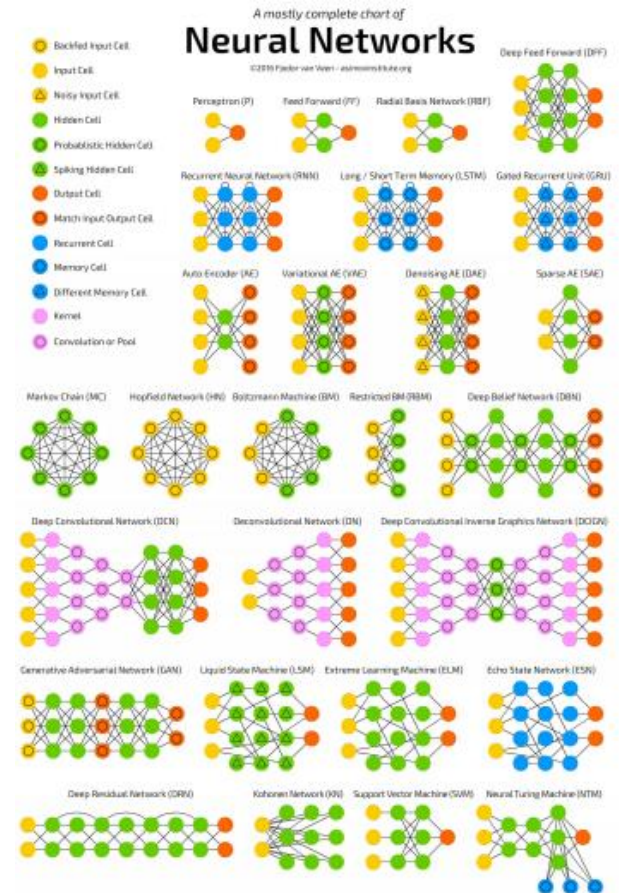 A mostly complete chart of
Neural Networks
©2016 Fjodor van Veen - asimovinstitute.org
Backfed Input Cell
Input Cell
Noisy Input Cell
Hidden Cell
Probablistic Hidden Cell
Spiking Hidden Cell
Output Cell
Match Input Output Cell
Recurrent Cell
Memory Cell
Different Memory Cell
Kernel
Convolution or Pool
Perceptron (P)
Feed Forward (FF)
Radial Basis Network (RBF)
Deep Feed Forward (DFF)
Recurrent Neural Network (RNN)
Long / Short Term Memory (LSTM)
Gated Recurrent Unit (GRU)
Auto Encoder (AE)
Variational AE (VAE)
Denoising AE (DAE)
Sparse AE (SAE)
Markov Chain (MC)
Hopfield Network (HN)
Boltzmann Machine (BM)
Restricted BM (RBM)
Deep Belief Network (DBN)
Deep Convolutional Network (DCN)
Deconvolutional Network (DN)
Deep Convolutional Inverse Graphics Network (DCIGN)
Generative Adversarial Network (GAN)
Liquid State Machine (LSM)
Extreme Learning Machine (ELM)
Echo State Network (ESN)
Deep Residual Network (DRN)
Kohonen Network (KN)
Support Vector Machine (SVM)
Neural Turing Machine (NTM)